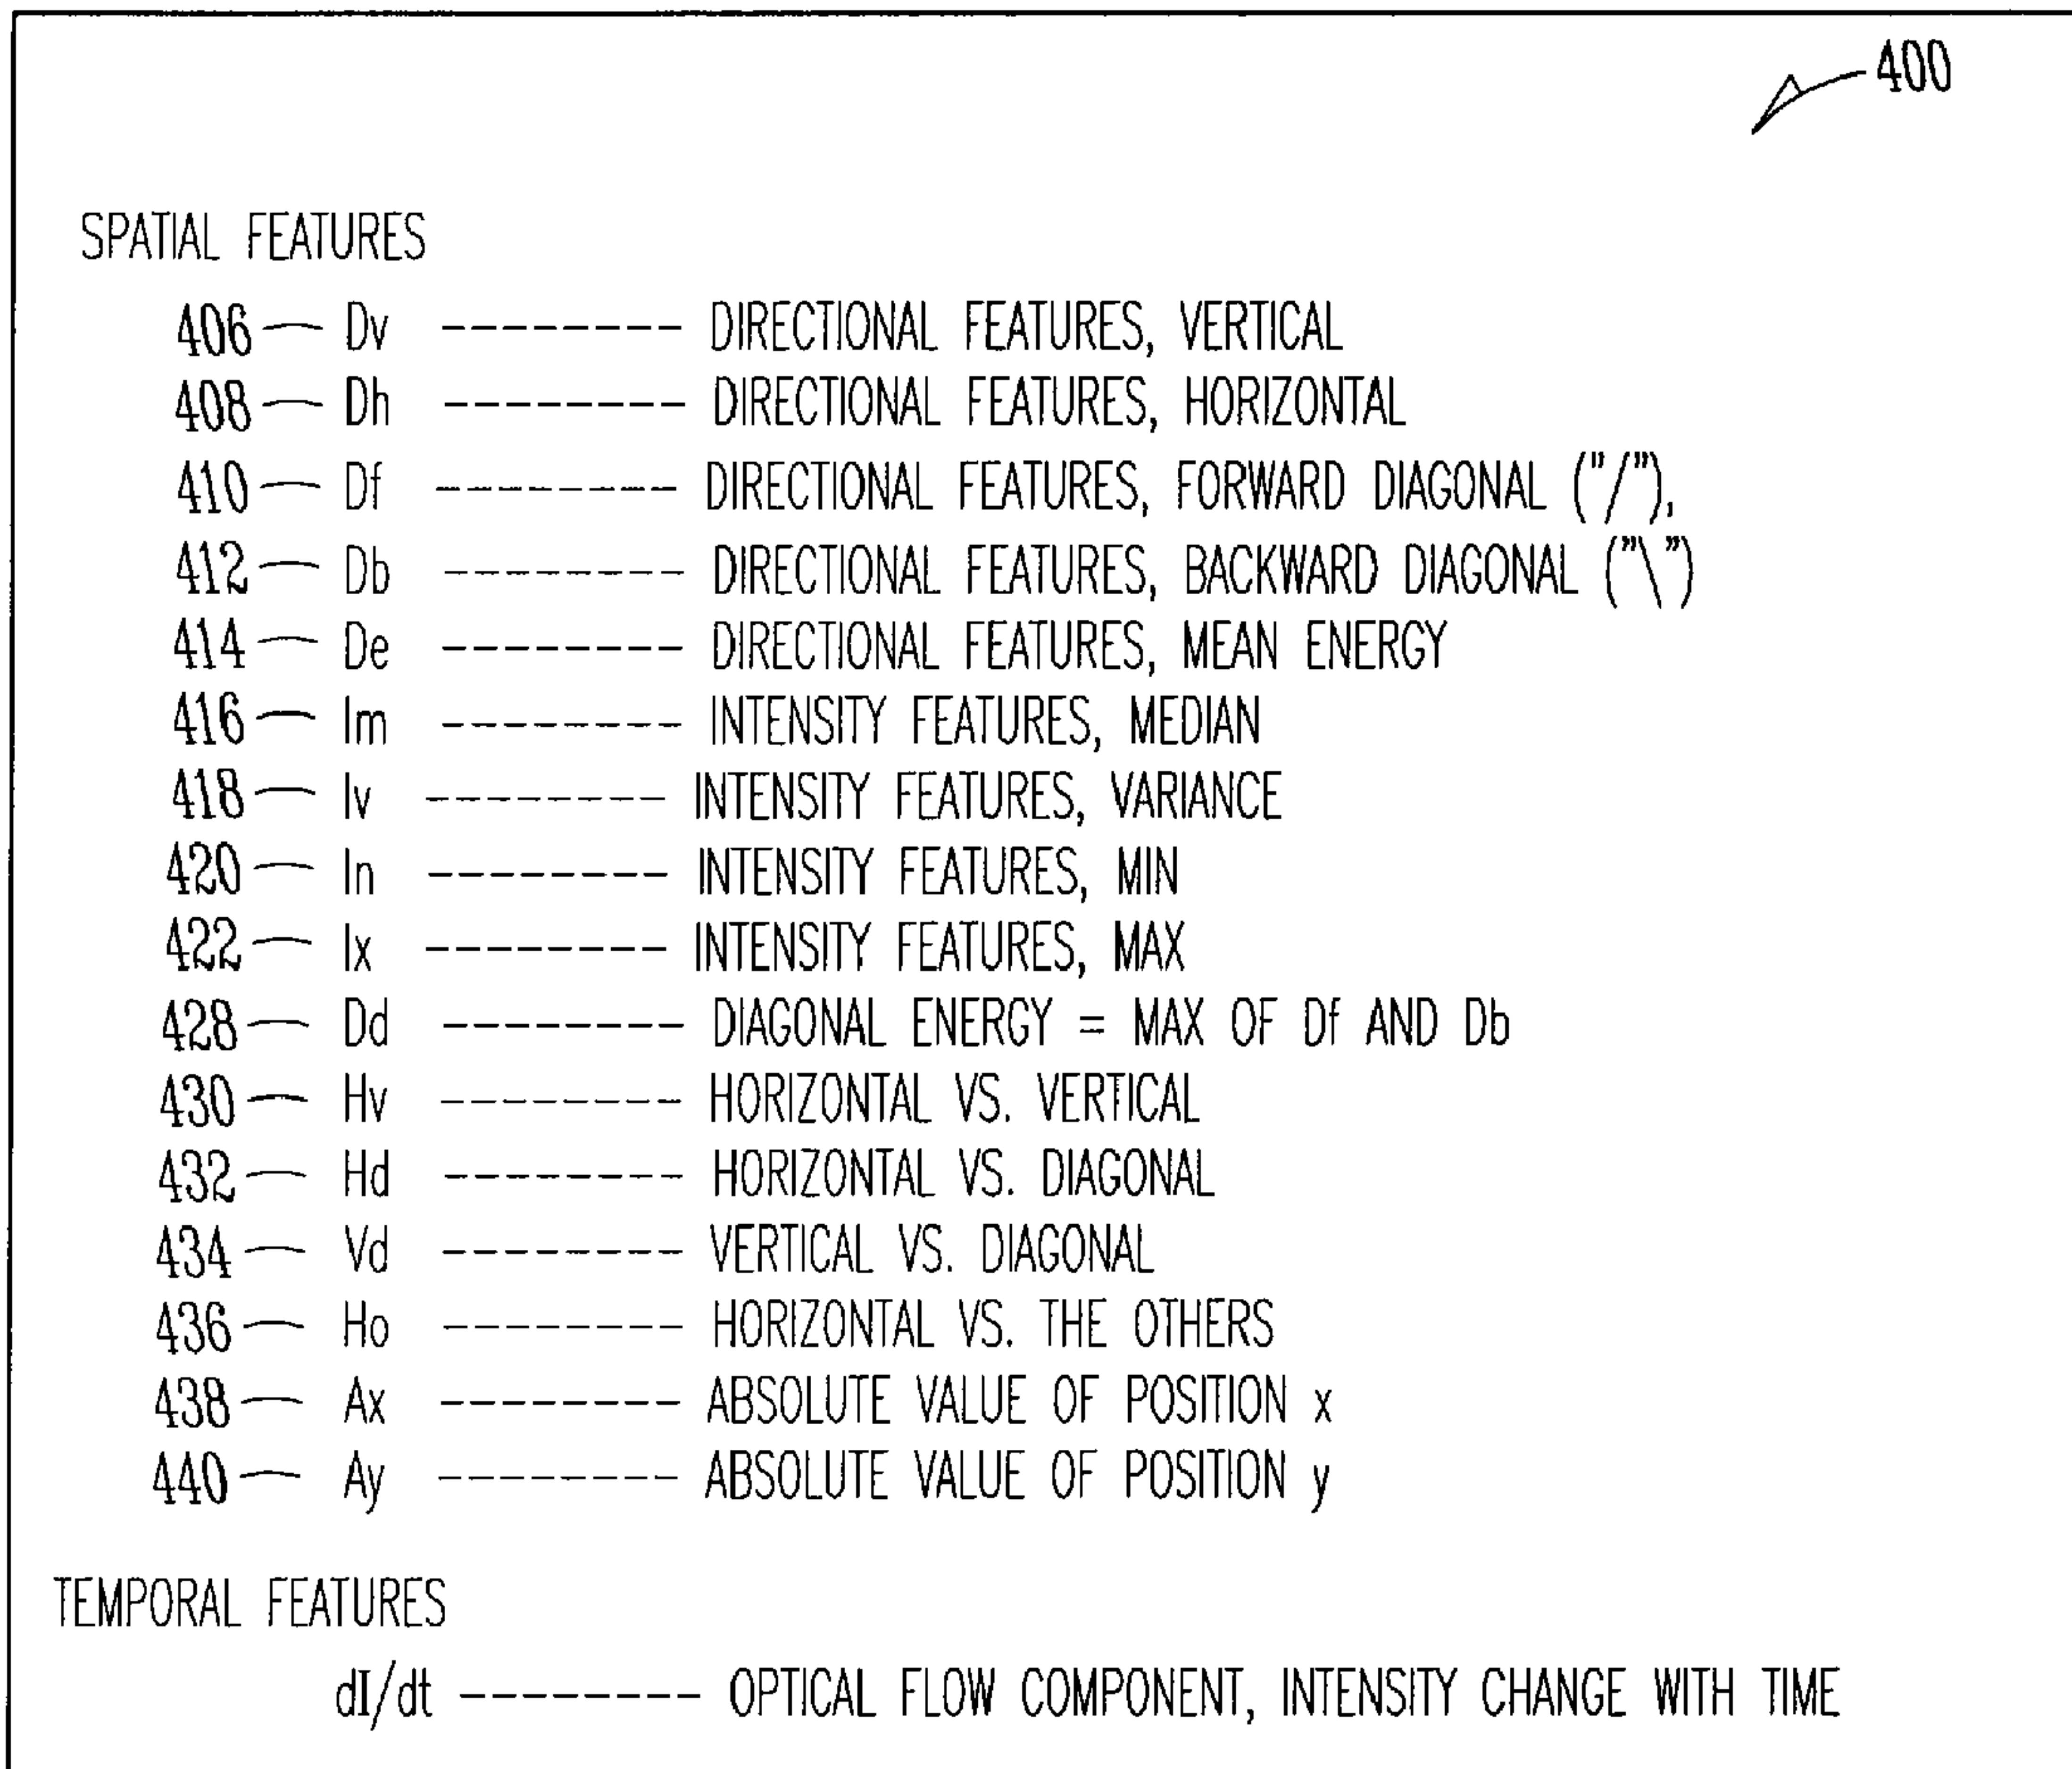 400
SPATIAL FEATURES
406 Dv -------- DIRECTIONAL FEATURES, VERTICAL
408 Dh -------- DIRECTIONAL FEATURES, HORIZONTAL
410 Df -------- DIRECTIONAL FEATURES, FORWARD DIAGONAL ("/"),
412 Db -------- DIRECTIONAL FEATURES, BACKWARD DIAGONAL ("\")
414 De -------- DIRECTIONAL FEATURES, MEAN ENERGY
416 Im -------- INTENSITY FEATURES, MEDIAN
418 Iv -------- INTENSITY FEATURES, VARIANCE
420 In -------- INTENSITY FEATURES, MIN
422 Ix -------- INTENSITY FEATURES, MAX
428 Dd -------- DIAGONAL ENERGY = MAX OF Df AND Db
430 Hv -------- HORIZONTAL VS. VERTICAL
432 Hd -------- HORIZONTAL VS. DIAGONAL
434 Vd -------- VERTICAL VS. DIAGONAL
436 Ho -------- HORIZONTAL VS. THE OTHERS
438 Ax -------- ABSOLUTE VALUE OF POSITION x
440 Ay -------- ABSOLUTE VALUE OF POSITION y
TEMPORAL FEATURES
dI/dt -------- OPTICAL FLOW COMPONENT, INTENSITY CHANGE WITH TIME